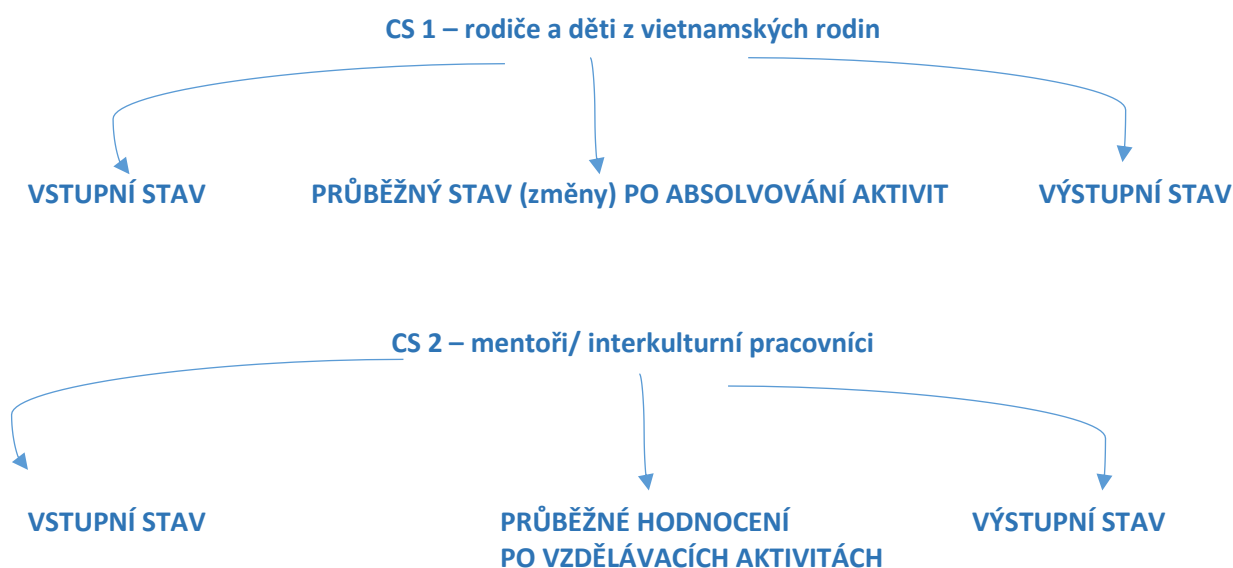 CS 1 – rodiče a děti z vietnamských rodin
VSTUPNÍ STAV PRŮBĚŽNÝ STAV (změny) PO ABSOLVOVÁNÍ AKTIVIT VÝSTUPNÍ STAV
CS 2 – mentoři/ interkulturní pracovníci
VSTUPNÍ STAV PRŮBĚŽNÉ HODNOCENÍ VÝSTUPNÍ STAV
PO VZDĚLÁVACÍCH AKTIVITÁCH